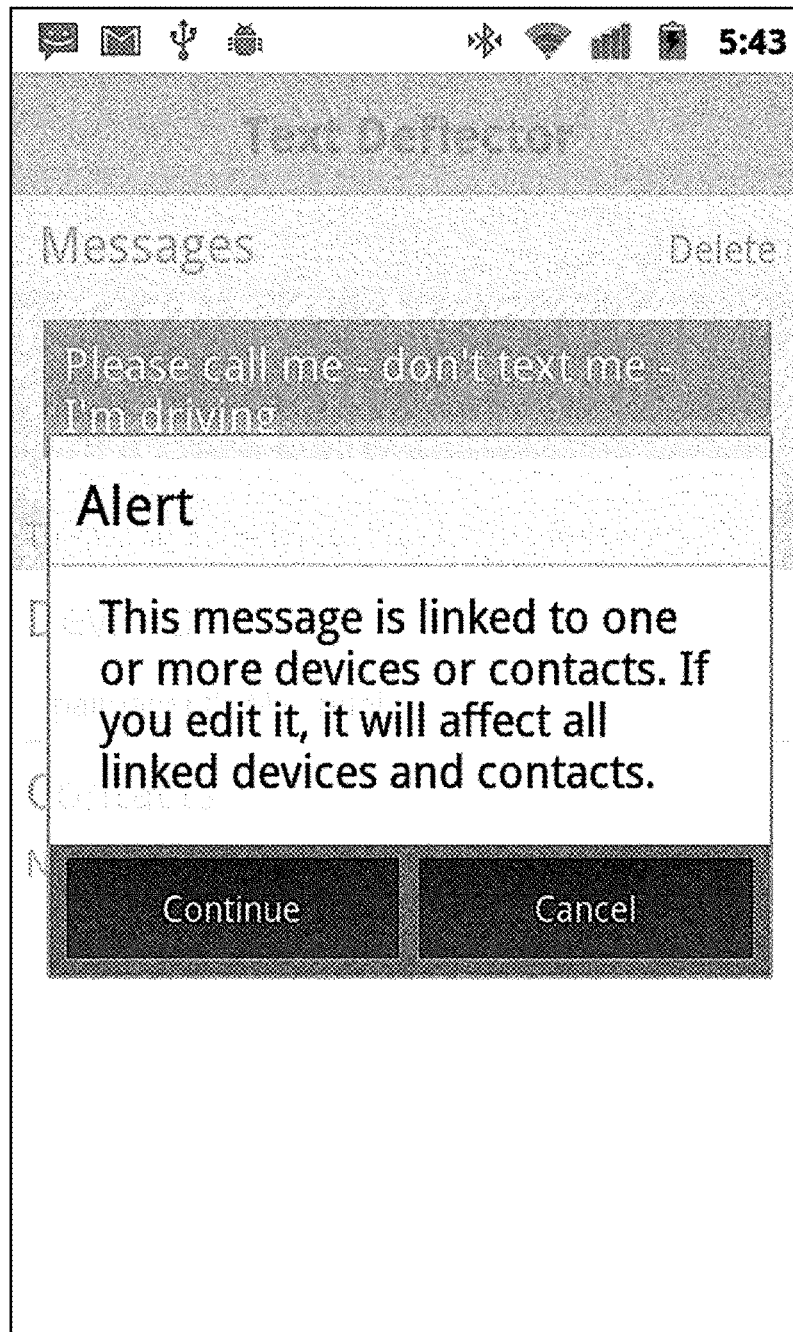 5:43
Text Deflector
Messages
Delete
Please call me - don't text me -
I'm driving
Alert
This message is linked to one
or more devices or contacts. If
you edit it, it will affect all
linked devices and contacts.
Contacts
Continue
Cancel